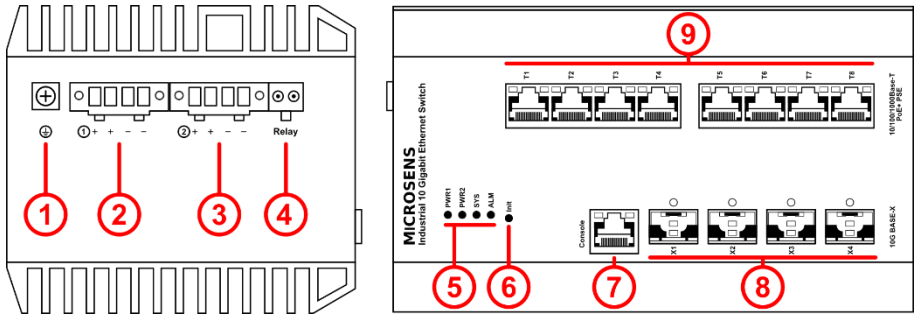 ① + + − −
② + + − −
Relay
1
2
3
4
9
T1
T2
T3
T4
T5
T6
T7
T8
10/100/1000Base-T
PoE+ PSE
MICROSENS
Industrial 10 Gigabit Ethernet Switch
PWR1
PWR2
SYS
ALM
Init
Console
X1
X2
X3
X4
10G BASE-X
5
6
7
8